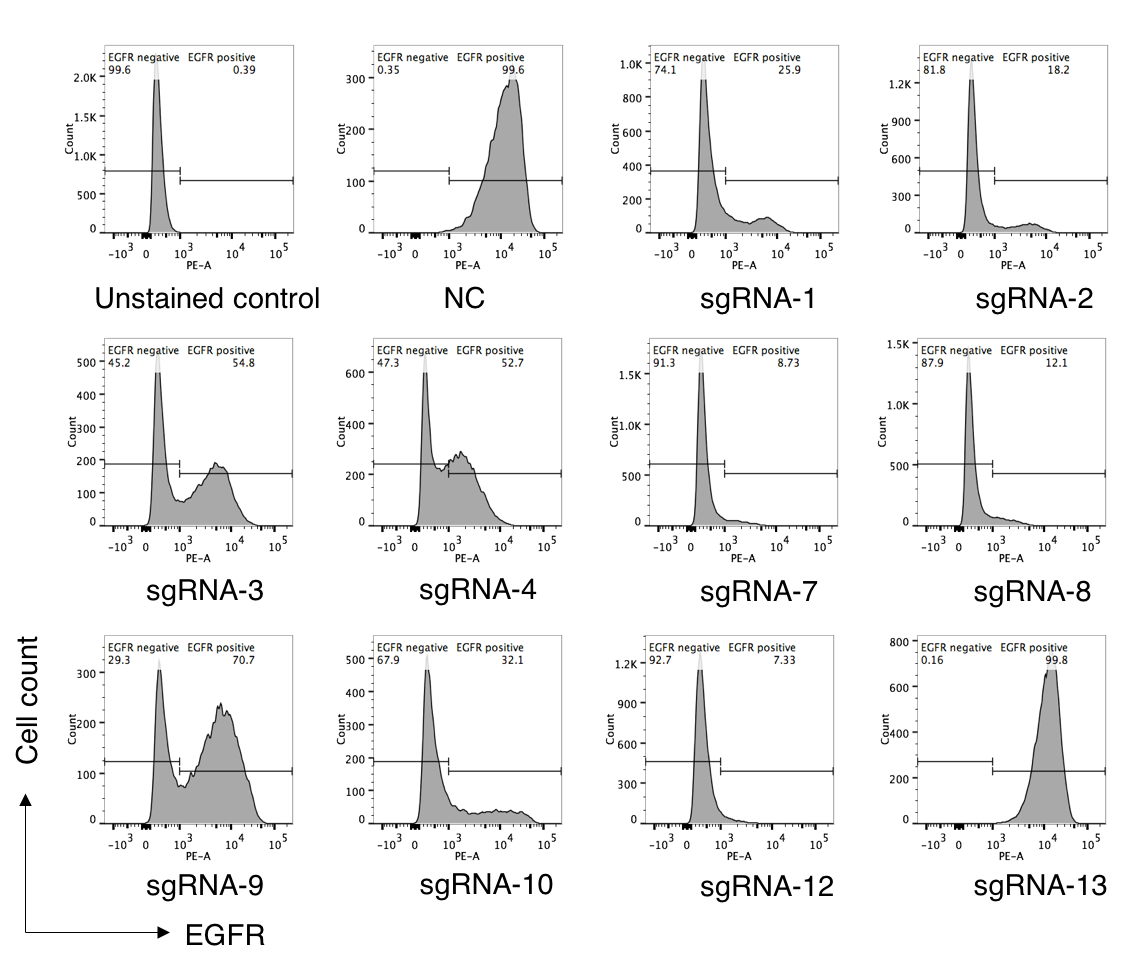 EGFR negative EGFR positive
99.6 0.39
2.0K
1.5K
1.0K
500
0
Count
-10³ 0 10³ 10⁴ 10⁵
PE-A
Unstained control
EGFR negative EGFR positive
0.35 99.6
300
200
100
0
Count
-10³ 0 10³ 10⁴ 10⁵
PE-A
NC
EGFR negative EGFR positive
74.1 25.9
1.0K
800
600
400
200
0
Count
-10³ 0 10³ 10⁴ 10⁵
PE-A
sgRNA-1
EGFR negative EGFR positive
81.8 18.2
1.2K
900
600
300
0
Count
-10³ 0 10³ 10⁴ 10⁵
PE-A
sgRNA-2
EGFR negative EGFR positive
45.2 54.8
500
400
300
200
100
0
Count
-10³ 0 10³ 10⁴ 10⁵
PE-A
sgRNA-3
EGFR negative EGFR positive
47.3 52.7
600
400
200
0
Count
-10³ 0 10³ 10⁴ 10⁵
PE-A
sgRNA-4
EGFR negative EGFR positive
91.3 8.73
1.5K
1.0K
500
0
Count
-10³ 0 10³ 10⁴ 10⁵
PE-A
sgRNA-7
EGFR negative EGFR positive
87.9 12.1
1.5K
1.0K
500
0
Count
-10³ 0 10³ 10⁴ 10⁵
PE-A
sgRNA-8
EGFR negative EGFR positive
29.3 70.7
300
200
100
0
Count
-10³ 0 10³ 10⁴ 10⁵
PE-A
sgRNA-9
EGFR negative EGFR positive
67.9 32.1
500
400
300
200
100
0
Count
-10³ 0 10³ 10⁴ 10⁵
PE-A
sgRNA-10
EGFR negative EGFR positive
92.7 7.33
1.2K
900
600
300
0
Count
-10³ 0 10³ 10⁴ 10⁵
PE-A
sgRNA-12
EGFR negative EGFR positive
0.16 99.8
800
600
400
200
0
Count
-10³ 0 10³ 10⁴ 10⁵
PE-A
sgRNA-13
Cell count
EGFR